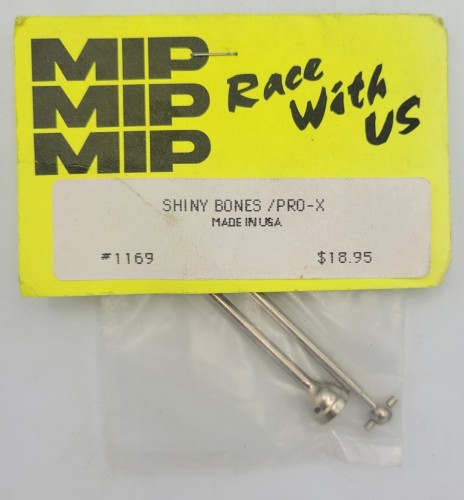 MIP
MIP
MIP
Race
With
US
SHINY BONES /PRO-X
MADE IN USA
#1169 $18.95